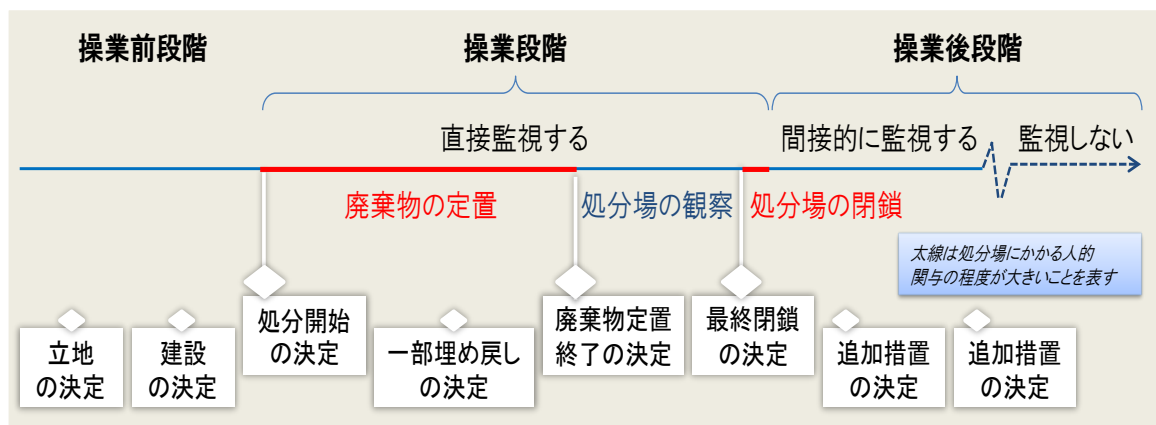 操業前段階
操業段階
操業後段階
直接監視する
間接的に監視する
監視しない
廃棄物の定置
処分場の観察
処分場の閉鎖
太線は処分場にかかる人的
関与の程度が大きいことを表す
立地
の決定
建設
の決定
処分開始
の決定
一部埋め戻し
の決定
廃棄物定置
終了の決定
最終閉鎖
の決定
追加措置
の決定
追加措置
の決定